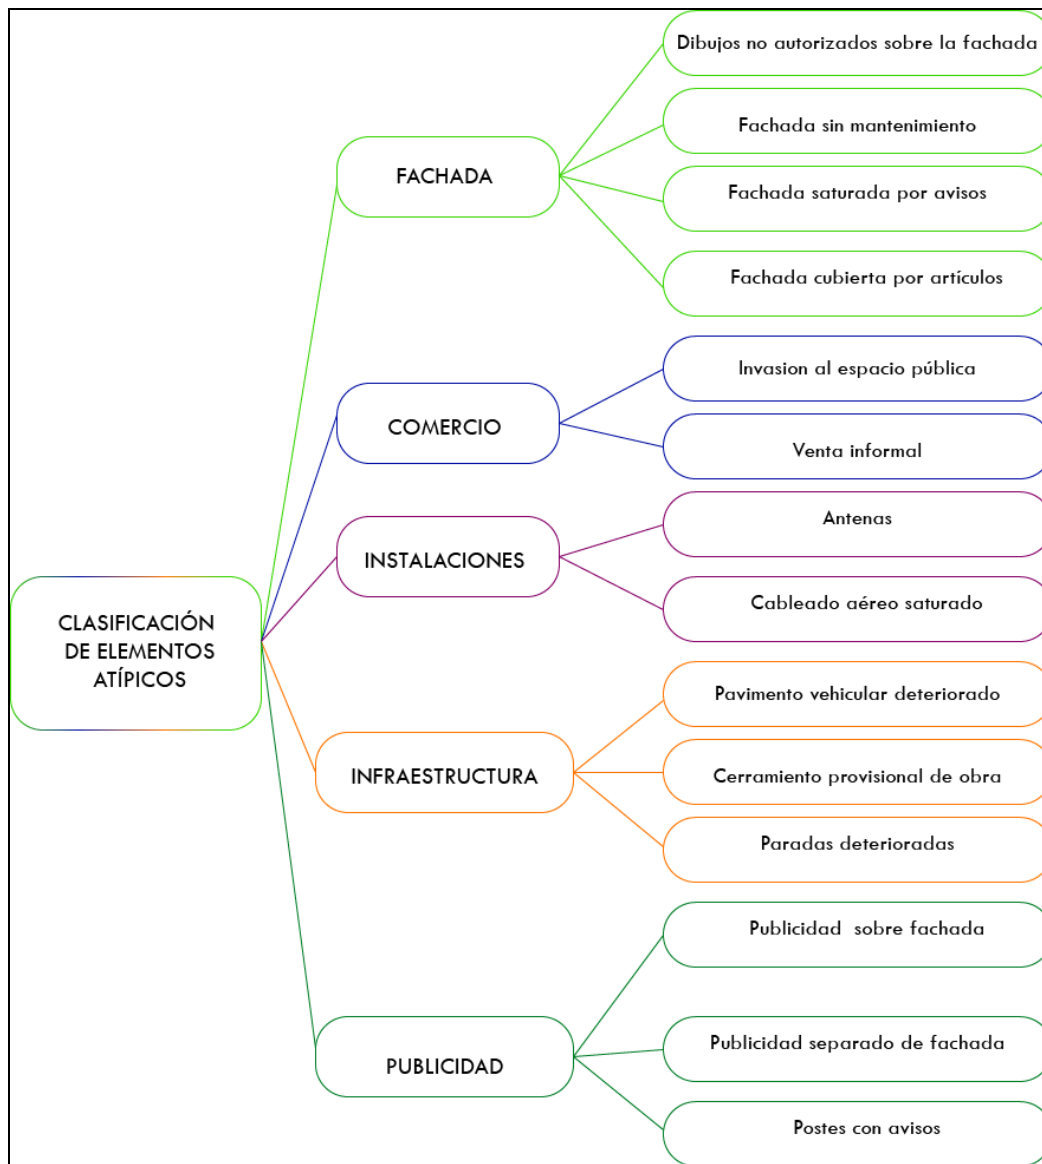 CLASIFICACIÓN
DE ELEMENTOS
ATÍPICOS
FACHADA
Dibujos no autorizados sobre la fachada
Fachada sin mantenimiento
Fachada saturada por avisos
Fachada cubierta por artículos
COMERCIO
Invasion al espacio pública
Venta informal
INSTALACIONES
Antenas
Cableado aéreo saturado
INFRAESTRUCTURA
Pavimento vehicular deteriorado
Cerramiento provisional de obra
Paradas deterioradas
PUBLICIDAD
Publicidad sobre fachada
Publicidad separado de fachada
Postes con avisos